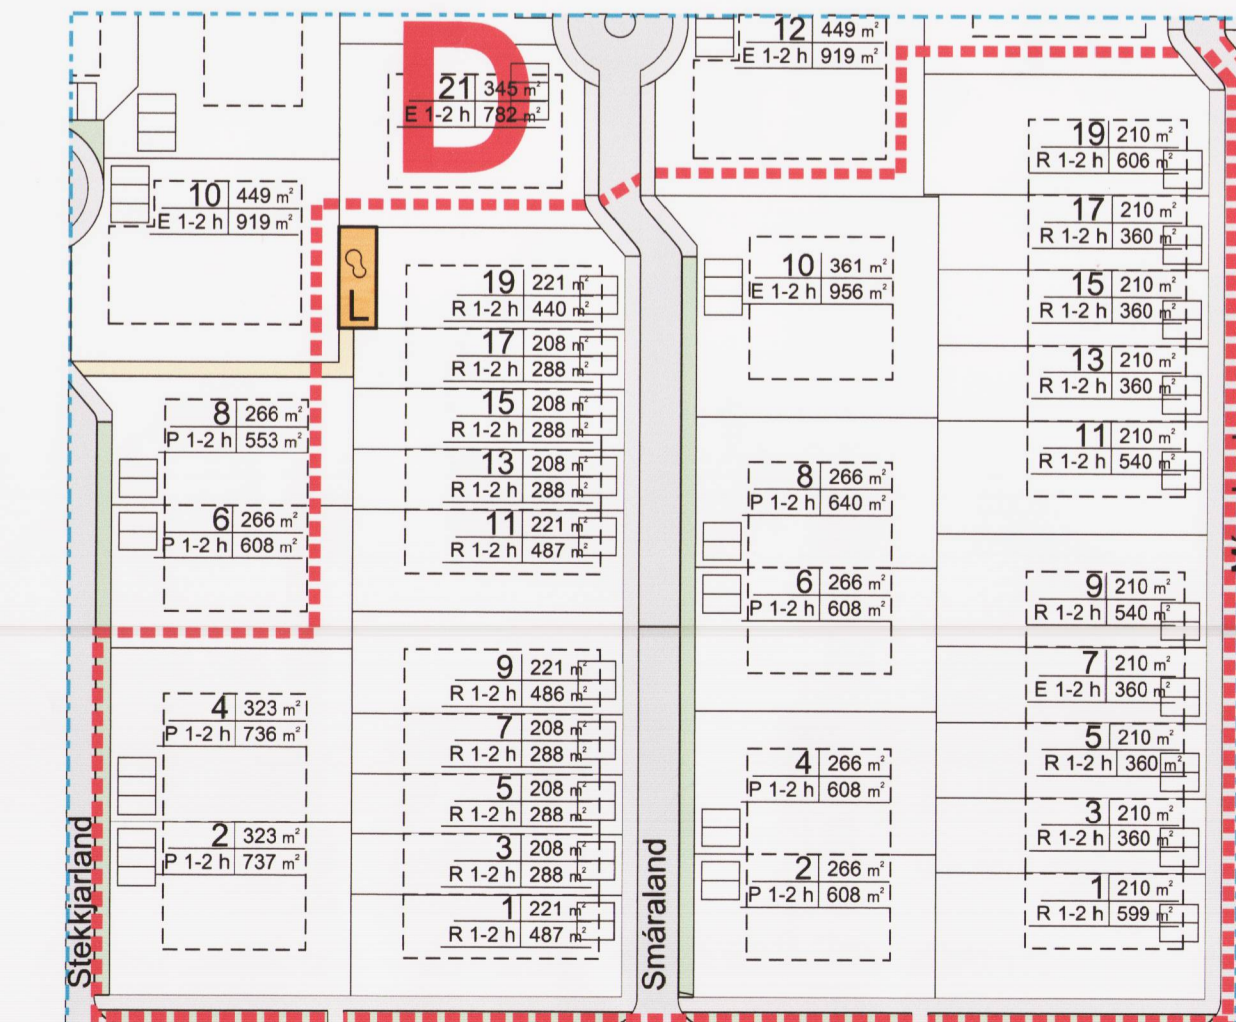 D
21 345 m²
E 1-2 h 782 m²
12 449 m²
E 1-2 h 919 m²
10 449 m²
E 1-2 h 919 m²
L
8 266 m²
P 1-2 h 553 m²
6 266 m²
P 1-2 h 608 m²
4 323 m²
P 1-2 h 736 m²
2 323 m²
P 1-2 h 737 m²
Stekkjarland
19 221 m²
R 1-2 h 440 m²
17 208 m²
R 1-2 h 288 m²
15 208 m²
R 1-2 h 288 m²
13 208 m²
R 1-2 h 288 m²
11 221 m²
R 1-2 h 487 m²
9 221 m²
R 1-2 h 486 m²
7 208 m²
R 1-2 h 288 m²
5 208 m²
R 1-2 h 288 m²
3 208 m²
R 1-2 h 288 m²
1 221 m²
R 1-2 h 487 m²
Smáraland
10 361 m²
E 1-2 h 956 m²
8 266 m²
P 1-2 h 640 m²
6 266 m²
P 1-2 h 608 m²
4 266 m²
P 1-2 h 608 m²
2 266 m²
P 1-2 h 608 m²
19 210 m²
R 1-2 h 606 m²
17 210 m²
R 1-2 h 360 m²
15 210 m²
R 1-2 h 360 m²
13 210 m²
R 1-2 h 360 m²
11 210 m²
R 1-2 h 540 m²
9 210 m²
R 1-2 h 540 m²
7 210 m²
E 1-2 h 360 m²
5 210 m²
R 1-2 h 360 m²
3 210 m²
R 1-2 h 360 m²
1 210 m²
R 1-2 h 599 m²